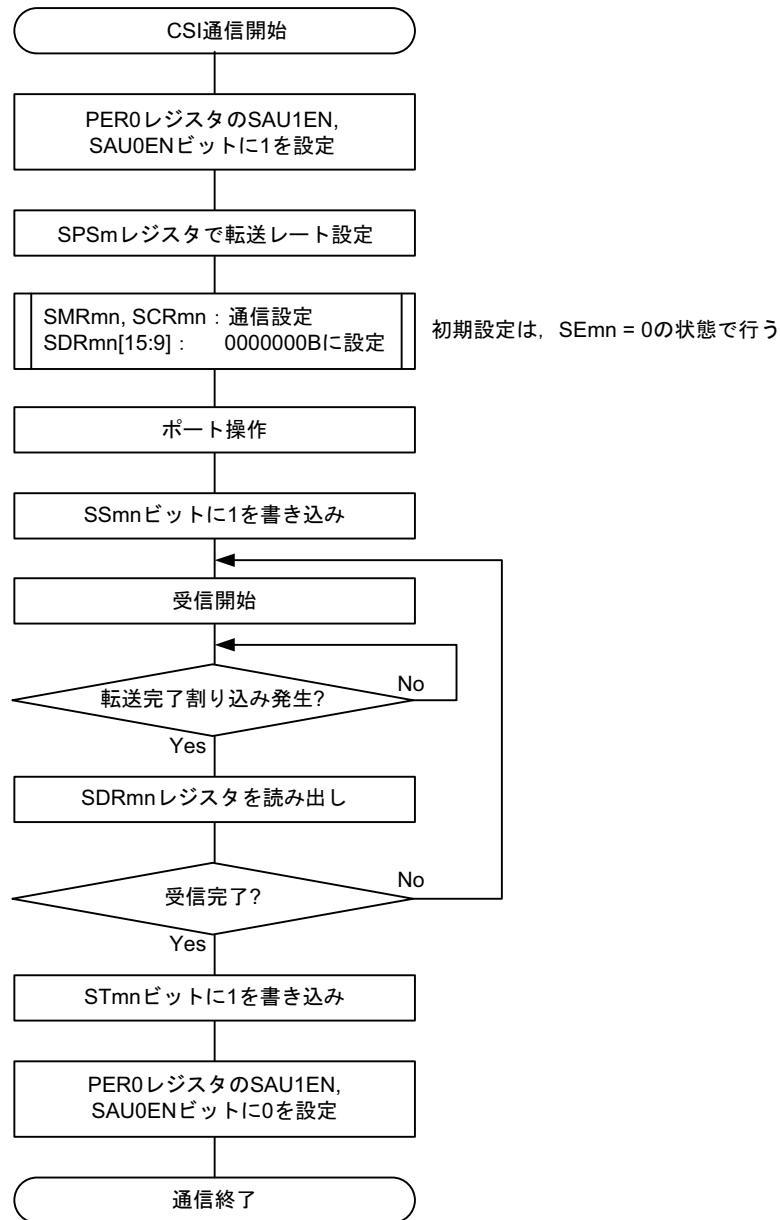 CSI通信開始
PER0レジスタのSAU1EN,
SAU0ENビットに1を設定
SPSmレジスタで転送レート設定
SMRmn, SCRmn：通信設定
SDRmn[15:9]： 0000000Bに設定
初期設定は，SEmn = 0の状態で行う
ポート操作
SSmnビットに1を書き込み
受信開始
転送完了割り込み発生?
No
Yes
SDRmnレジスタを読み出し
受信完了?
No
Yes
STmnビットに1を書き込み
PER0レジスタのSAU1EN,
SAU0ENビットに0を設定
通信終了